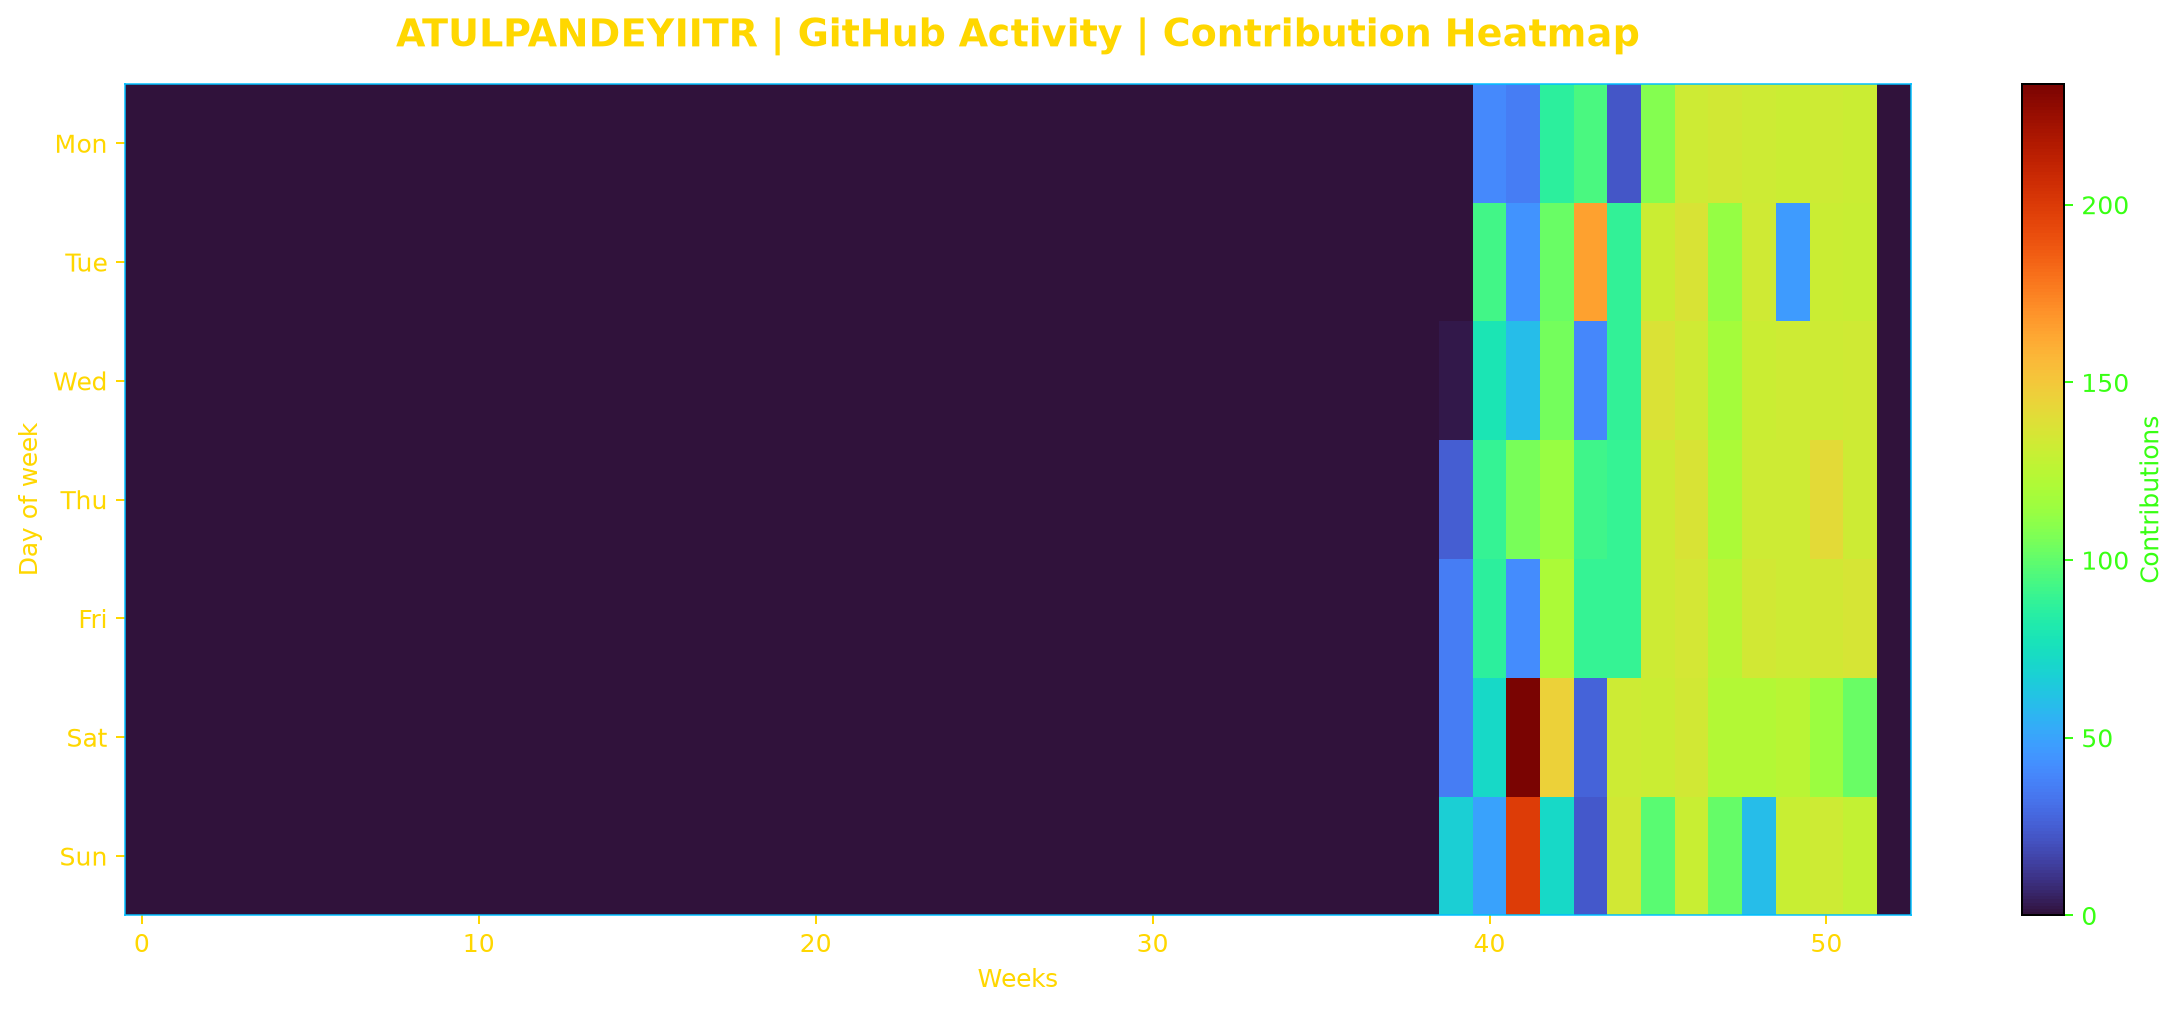 ATULPANDEYIITR | GitHub Activity | Contribution Heatmap
Mon
Tue
Wed
Thu
Fri
Sat
Sun
Day of week
0 10 20 30 40 50
Weeks
200
150
100
50
0
Contributions